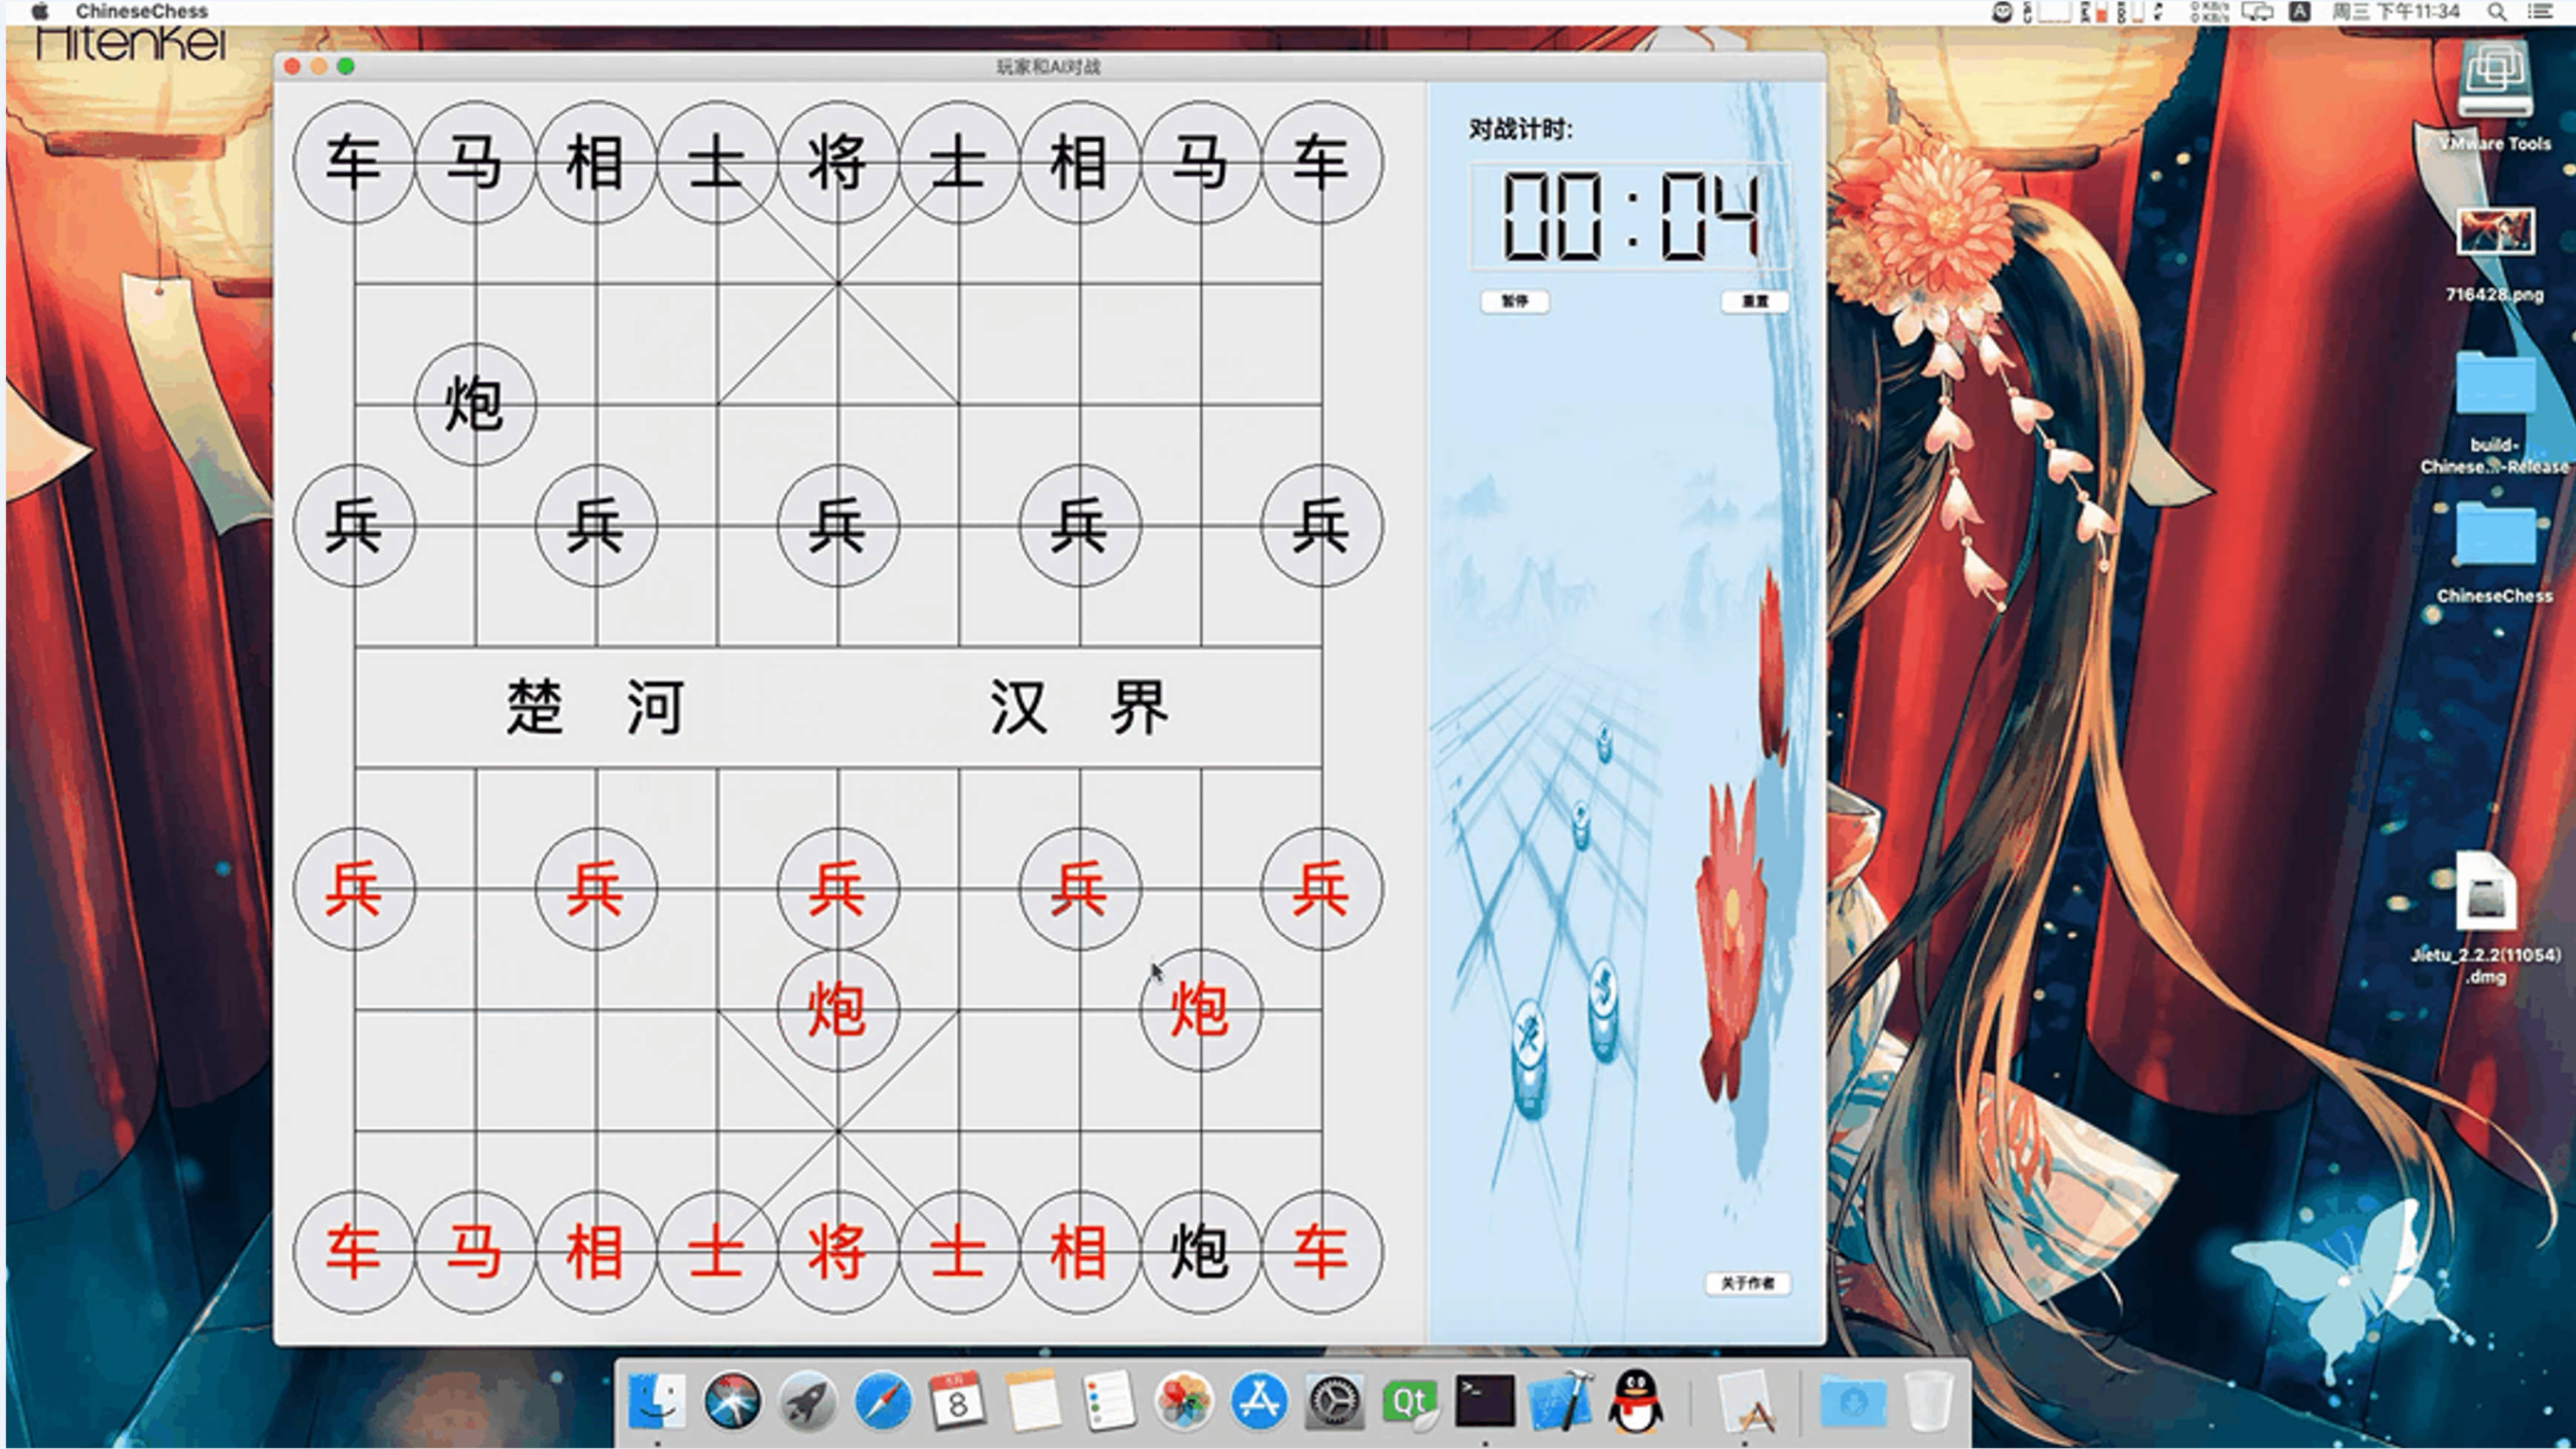 ChineseChess
周三 下午11:34
Hitenkei
玩家和AI对战
车 马 相 士 将 士 相 马 车
炮
兵 兵 兵 兵 兵
楚 河 汉 界
兵 兵 兵 兵 兵
炮 炮
车 马 相 士 将 士 相 炮 车
对战计时:
00:04
暂停 重置
关于作者
VMware Tools
716428.png
build-
Chinese...-Release
ChineseChess
Jietu_2.2.2(11054)
.dmg
8
Qt